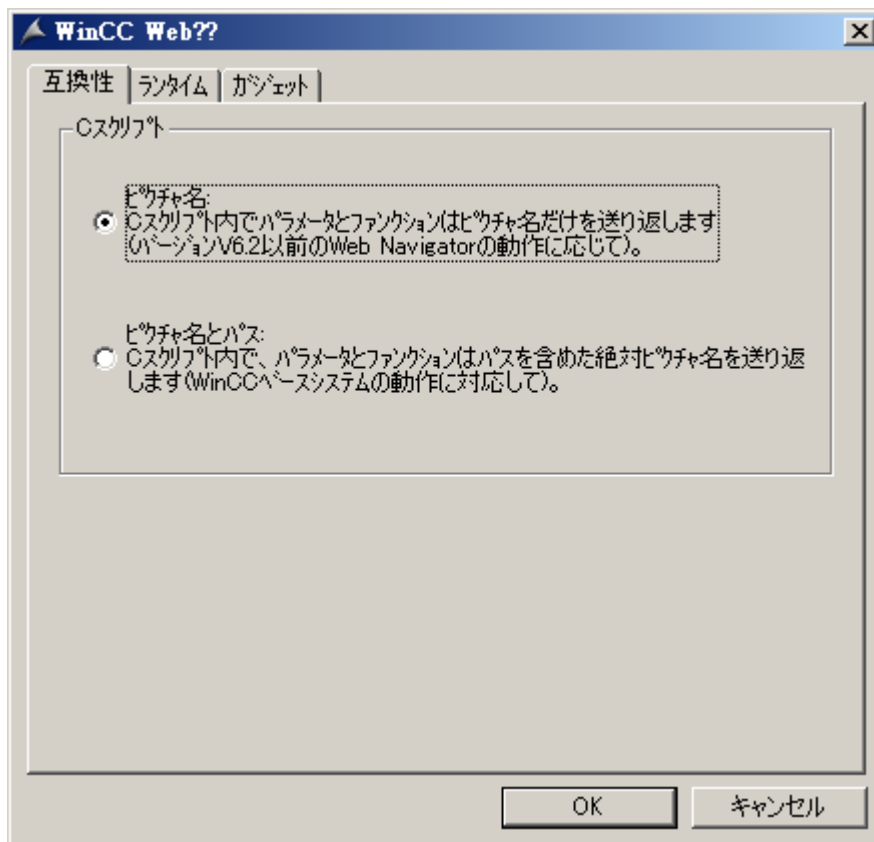 WinCC Web??
互換性 ﾗﾝﾀｲﾑ ｶﾞｼﾞｪｯﾄ
Cｽｸﾘﾌﾟﾄ
ﾋﾟｸﾁｬ名:
Cｽｸﾘﾌﾟﾄ内でﾊﾟﾗﾒｰﾀとﾌｧﾝｸｼｮﾝはﾋﾟｸﾁｬ名だけを送り返します
(ﾊﾞｰｼﾞｮﾝV6.2以前のWeb Navigatorの動作に応じて)。
ﾋﾟｸﾁｬ名とﾊﾟｽ:
Cｽｸﾘﾌﾟﾄ内で、ﾊﾟﾗﾒｰﾀとﾌｧﾝｸｼｮﾝはﾊﾟｽを含めた絶対ﾋﾟｸﾁｬ名を送り返
します(WinCCﾍﾞｰｽｼｽﾃﾑの動作に対応して)。
OK キャンセル